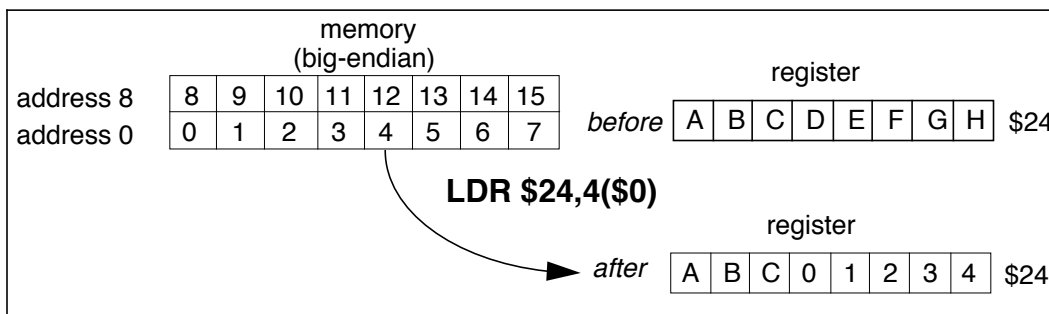 memory
(big-endian)
register
address 8 8 9 10 11 12 13 14 15
address 0 0 1 2 3 4 5 6 7
before A B C D E F G H $24
LDR $24,4($0)
register
after A B C 0 1 2 3 4 $24